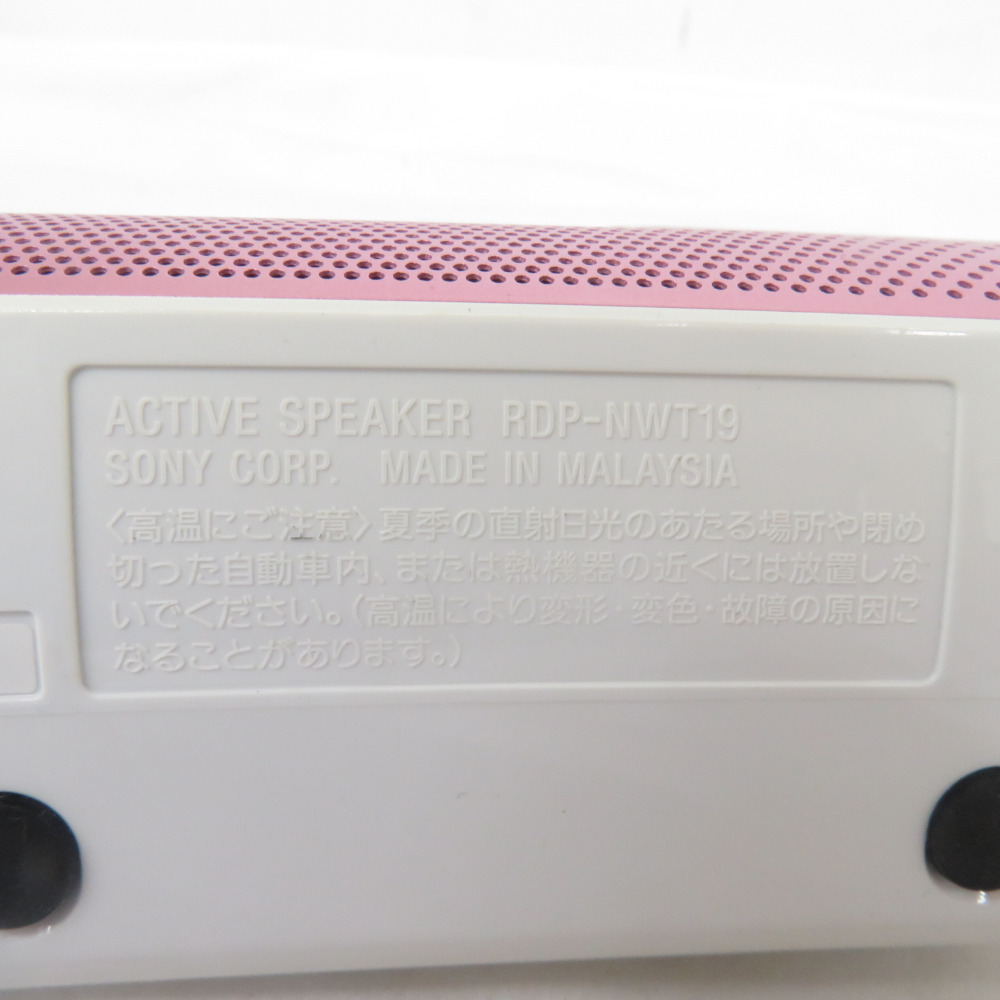 ACTIVE SPEAKER RDP-NWT19
SONY CORP. MADE IN MALAYSIA
〈高温にご注意〉夏季の直射日光のあたる場所や閉め
切った自動車内、または熱機器の近くには放置しな
いでください。(高温により変形・変色・故障の原因に
なることがあります。)